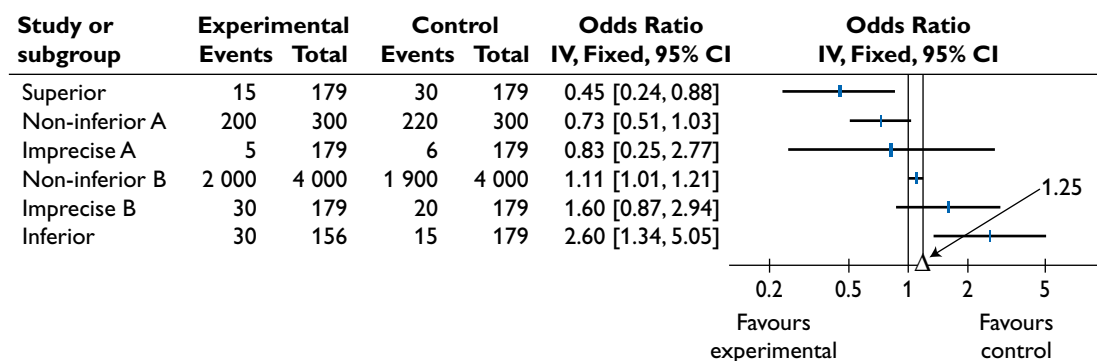 Study or Experimental Control Odds Ratio Odds Ratio
subgroup Events Total Events Total IV, Fixed, 95% CI IV, Fixed, 95% CI
Superior 15 179 30 179 0.45 [0.24, 0.88]
Non-inferior A 200 300 220 300 0.73 [0.51, 1.03]
Imprecise A 5 179 6 179 0.83 [0.25, 2.77]
Non-inferior B 2 000 4 000 1 900 4 000 1.11 [1.01, 1.21]
1.25
Imprecise B 30 179 20 179 1.60 [0.87, 2.94]
Inferior 30 156 15 179 2.60 [1.34, 5.05]
0.2 0.5 1 2 5
Favours Favours
experimental control